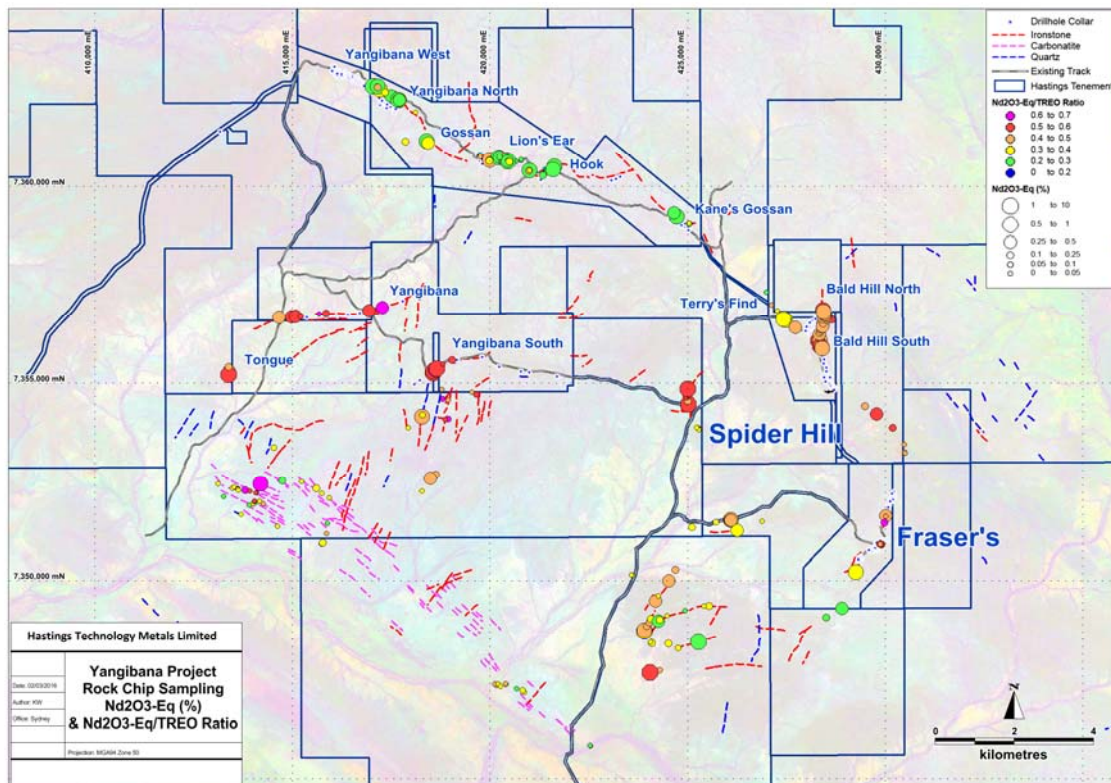 410,000 mE
415,000 mE
420,000 mE
425,000 mE
430,000 mE
7,360,000 mN
7,355,000 mN
7,350,000 mN
Yangibana West
Yangibana North
Gossan
Lion's Ear
Hook
Kane's Gossan
Terry's Find
Bald Hill North
Bald Hill South
Yangibana
Yangibana South
Tongue
Spider Hill
Fraser's
Drillhole Collar
Ironstone
Carbonatite
Quartz
Existing Track
Hastings Tenement
Nd2O3-Eq/TREO Ratio
0.6 to 0.7
0.5 to 0.6
0.4 to 0.5
0.3 to 0.4
0.2 to 0.3
0 to 0.2
Nd2O3-Eq (%)
1 to 10
0.5 to 1
0.25 to 0.5
0.1 to 0.25
0.05 to 0.1
0 to 0.05
Hastings Technology Metals Limited
Date: 02/03/2016
Author: KW
Office: Sydney
Yangibana Project
Rock Chip Sampling
Nd2O3-Eq (%)
& Nd2O3-Eq/TREO Ratio
Projection: MGA94 Zone 50
N
0 2 4
kilometres